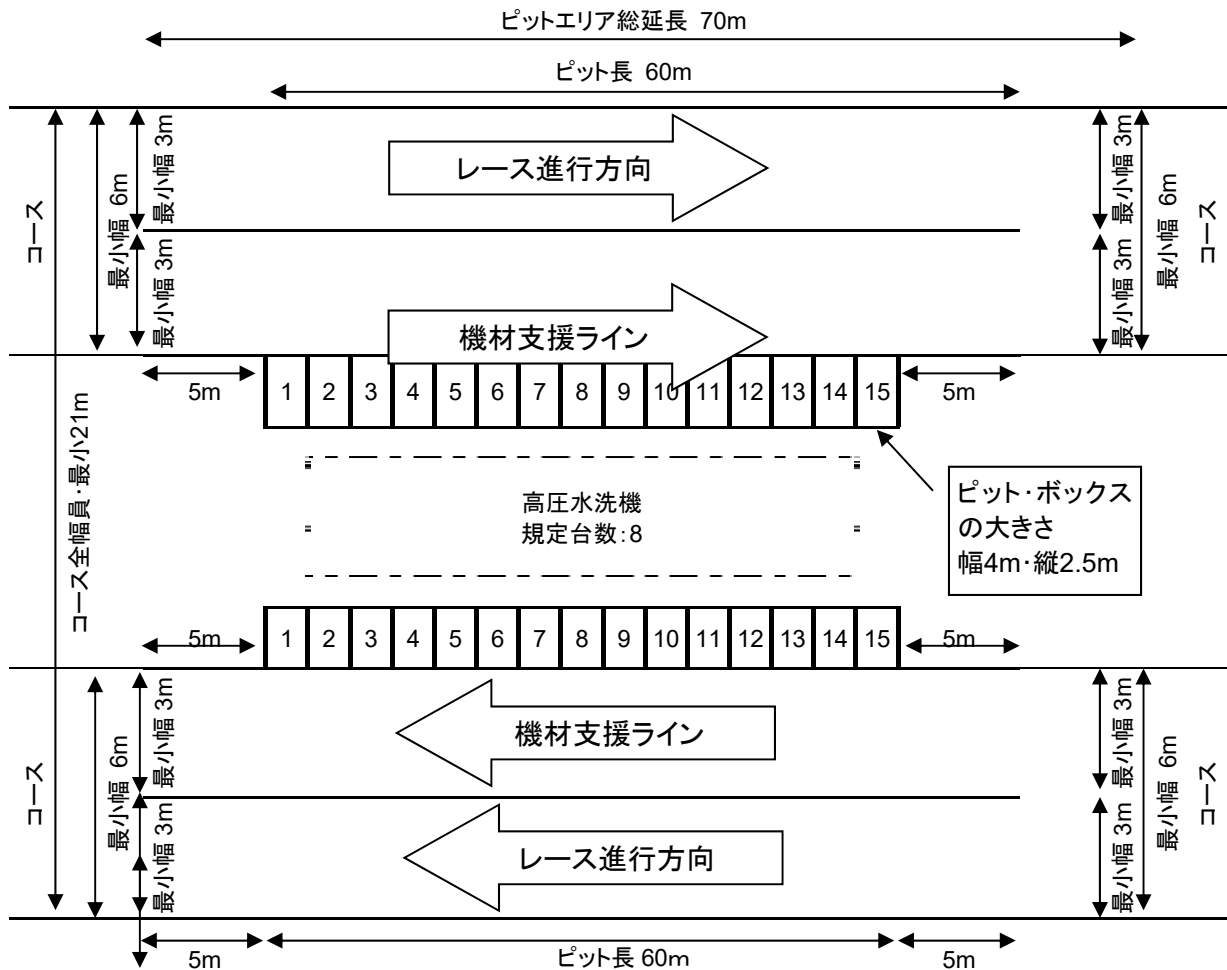 ピットエリア総延長 70m
ピット長 60m
コース
最小幅 6m
最小幅 3m
最小幅 3m
レース進行方向
機材支援ライン
最小幅 3m
最小幅 3m
最小幅 6m
コース
5m
1 2 3 4 5 6 7 8 9 10 11 12 13 14 15
5m
コース全幅員・最小21m
高圧水洗機
規定台数:8
ピット・ボックス
の大きさ
幅4m・縦2.5m
5m
1 2 3 4 5 6 7 8 9 10 11 12 13 14 15
5m
コース
最小幅 6m
最小幅 3m
最小幅 3m
機材支援ライン
レース進行方向
最小幅 3m
最小幅 3m
最小幅 6m
コース
5m
ピット長 60m
5m